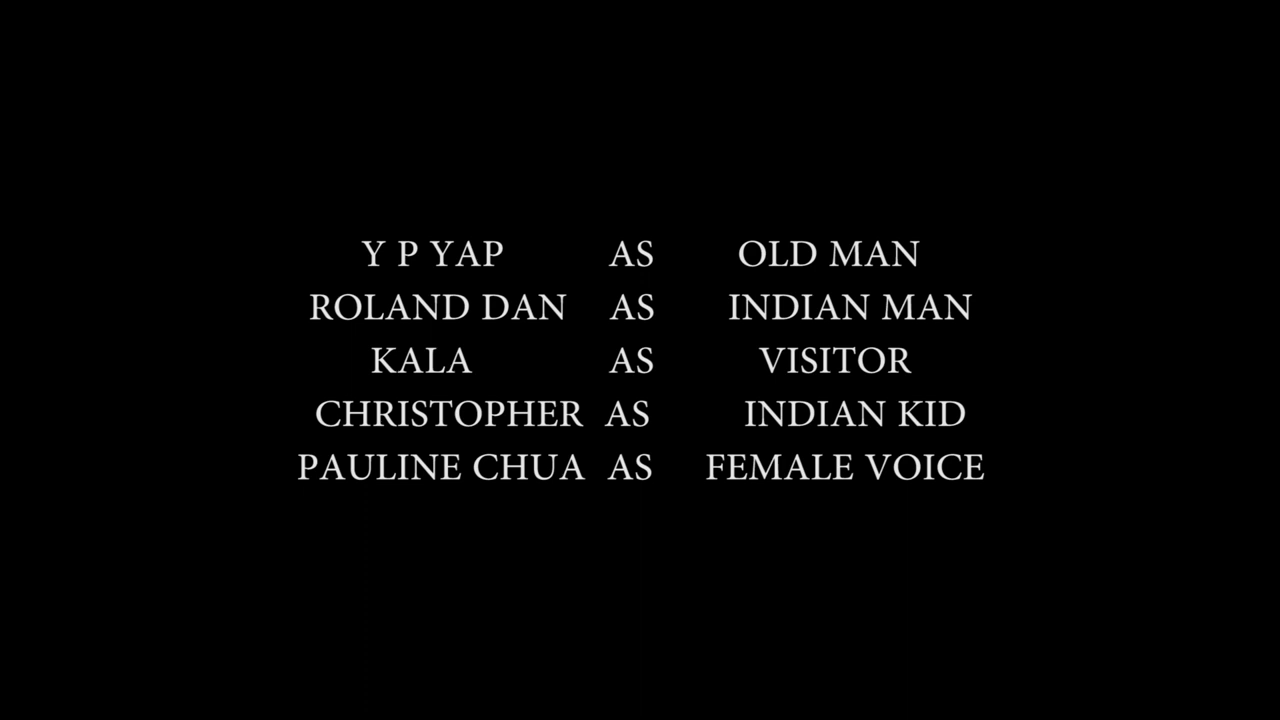 Y P YAP AS OLD MAN
ROLAND DAN AS INDIAN MAN
KALA AS VISITOR
CHRISTOPHER AS INDIAN KID
PAULINE CHUA AS FEMALE VOICE